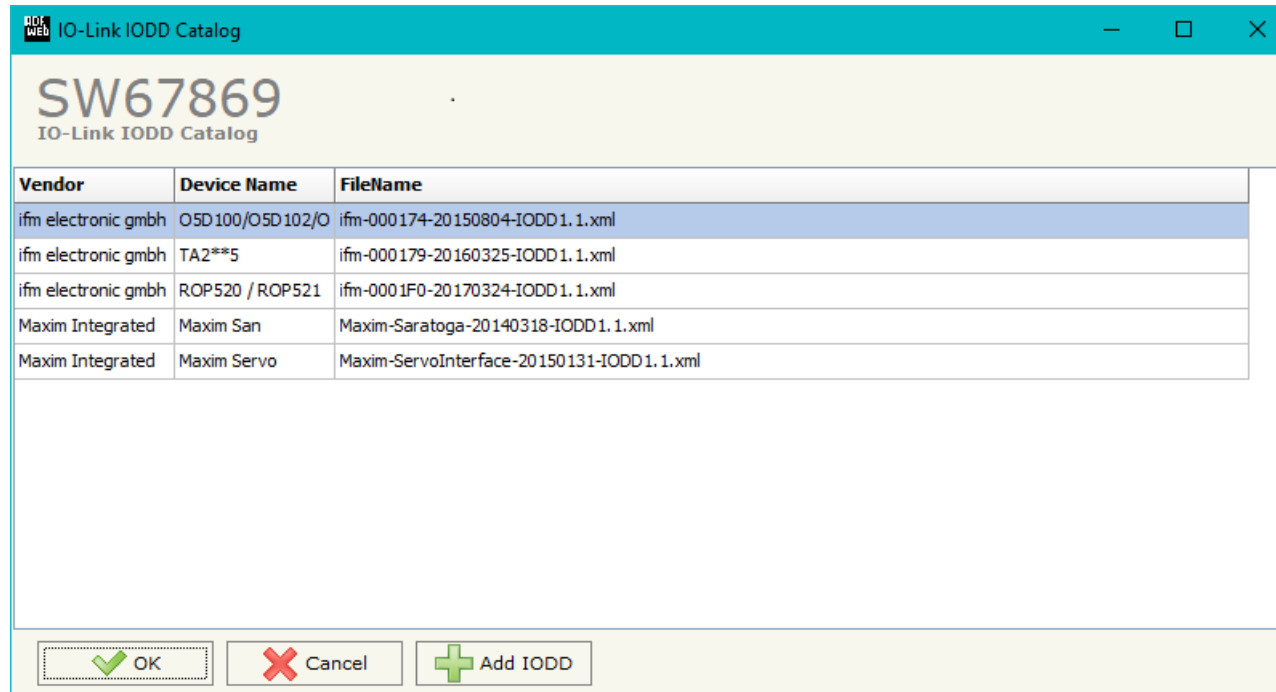 ADF WEB IO-Link IODD Catalog
SW67869
IO-Link IODD Catalog
Vendor Device Name FileName
ifm electronic gmbh O5D100/O5D102/O ifm-000174-20150804-IODD1.1.xml
ifm electronic gmbh TA2**5 ifm-000179-20160325-IODD1.1.xml
ifm electronic gmbh ROP520 / ROP521 ifm-0001F0-20170324-IODD1.1.xml
Maxim Integrated Maxim San Maxim-Saratoga-20140318-IODD1.1.xml
Maxim Integrated Maxim Servo Maxim-ServoInterface-20150131-IODD1.1.xml
OK Cancel Add IODD